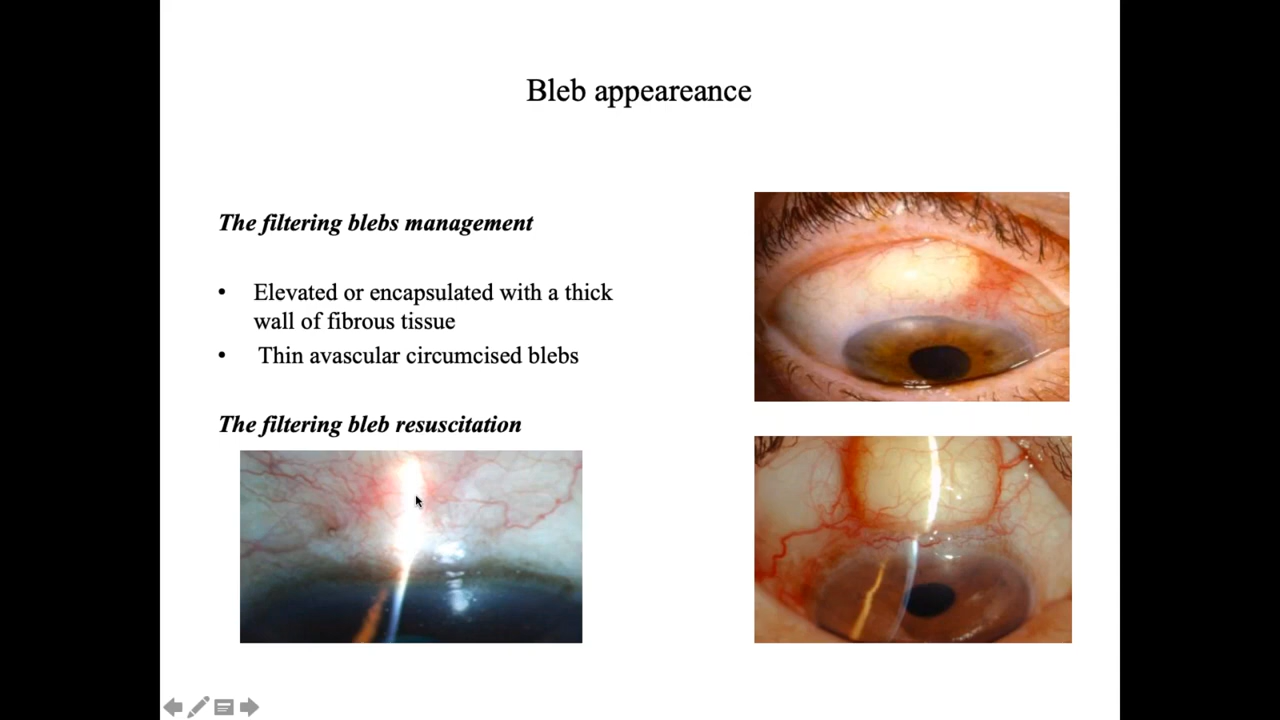 Bleb appeareance
The filtering blebs management
• Elevated or encapsulated with a thick
wall of fibrous tissue
• Thin avascular circumcised blebs
The filtering bleb resuscitation